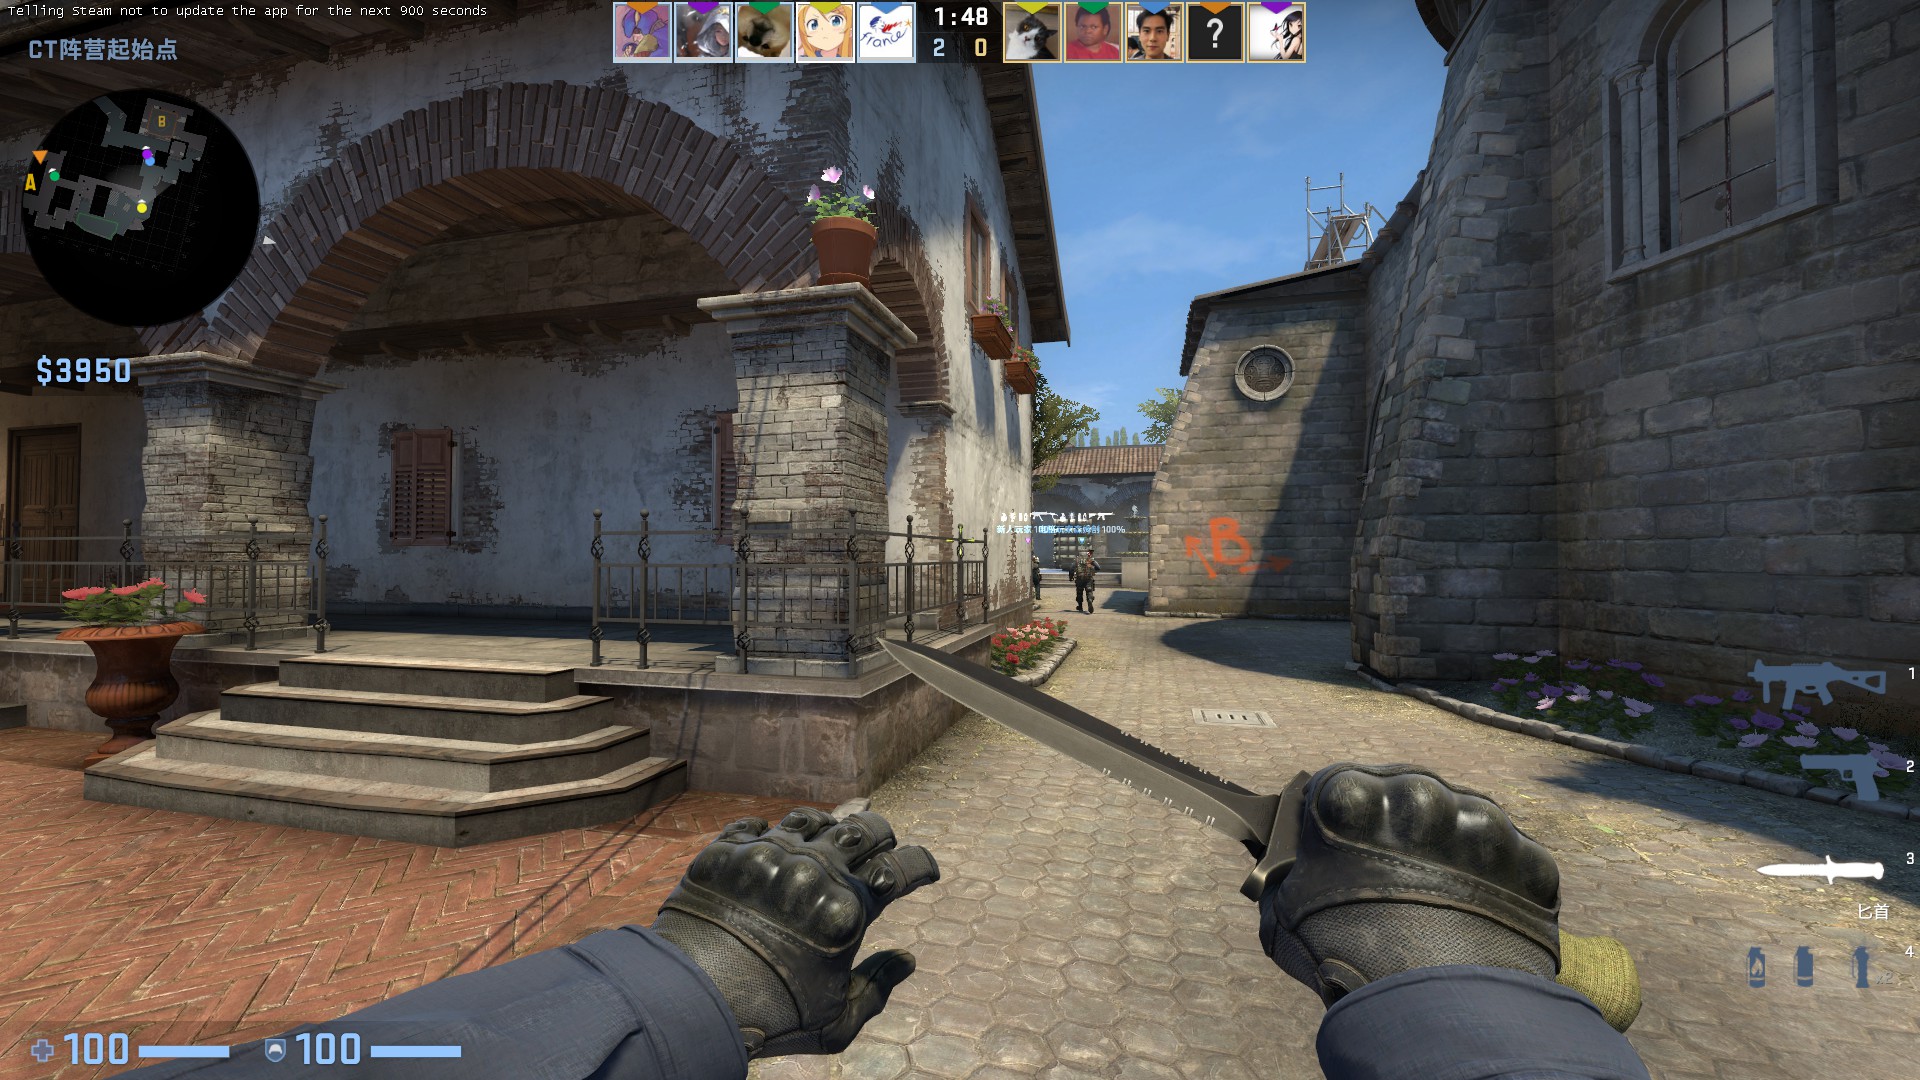 Telling Steam not to update the app for the next 900 seconds
CT阵营起始点
1:48
2 0
france
?
B
A
$3950
B
1
2
3
匕首
4
x2
100
100